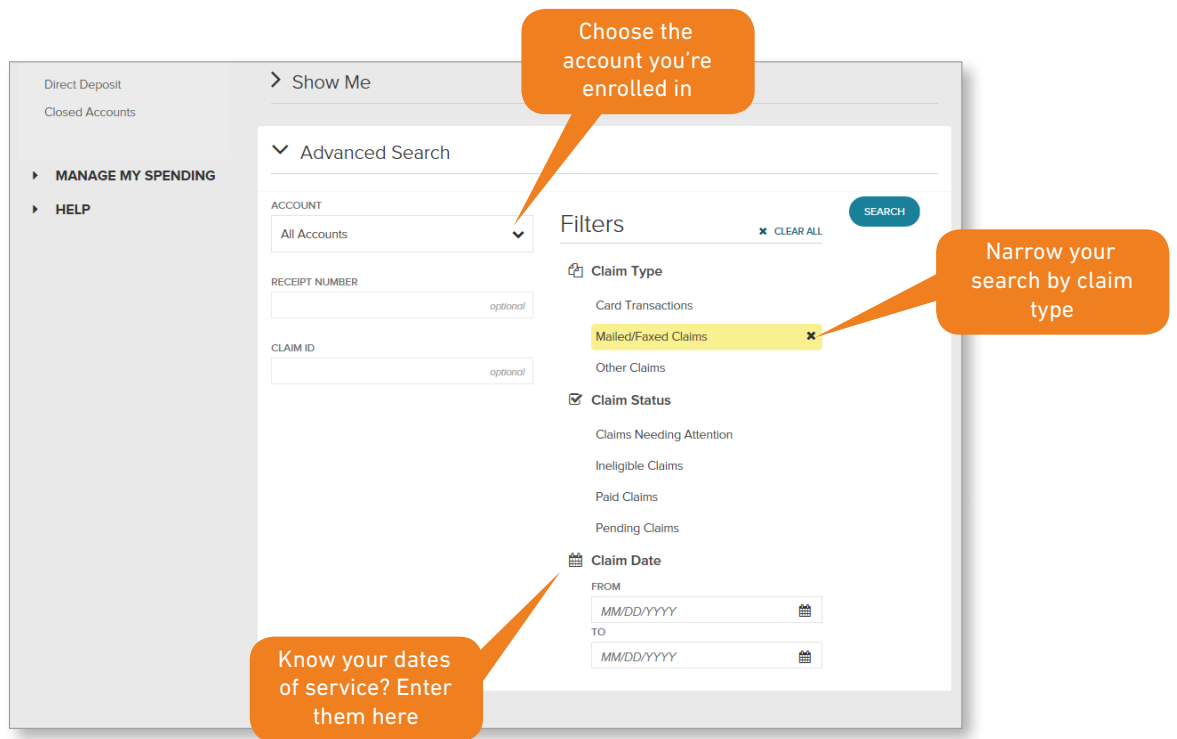 Choose the
account you're
enrolled in
Direct Deposit
Closed Accounts
MANAGE MY SPENDING
HELP
Show Me
Advanced Search
ACCOUNT
All Accounts
RECEIPT NUMBER
optional
CLAIM ID
optional
Filters
CLEAR ALL
SEARCH
Claim Type
Card Transactions
Mailed/Faxed Claims
Other Claims
Narrow your
search by claim
type
Claim Status
Claims Needing Attention
Ineligible Claims
Paid Claims
Pending Claims
Claim Date
FROM
MM/DD/YYYY
TO
MM/DD/YYYY
Know your dates
of service? Enter
them here